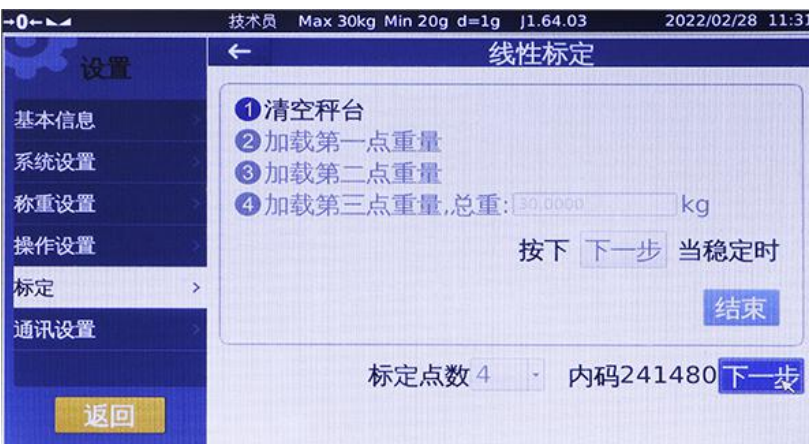 →0← 技术员 Max 30kg Min 20g d=1g J1.64.03 2022/02/28 11:31
设置
← 线性标定
基本信息
系统设置
称重设置
操作设置
标定 >
通讯设置
返回
1 清空秤台
2 加载第一点重量
3 加载第二点重量
4 加载第三点重量,总重: 30.0000 kg
按下 下一步 当稳定时
结束
标定点数 4 内码241480 下一步